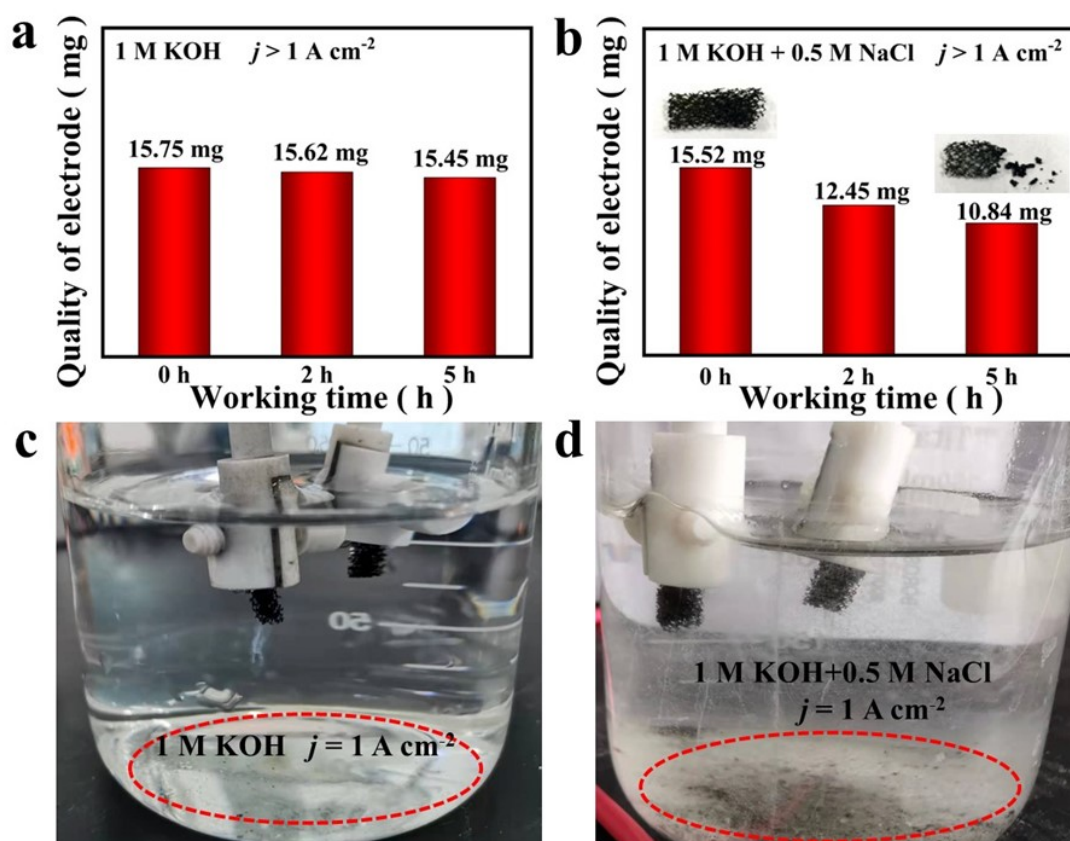 a
Quality of electrode ( mg )
1 M KOH j > 1 A cm-2
15.75 mg
15.62 mg
15.45 mg
0 h
2 h
5 h
Working time ( h )
b
Quality of electrode ( mg )
1 M KOH + 0.5 M NaCl j > 1 A cm-2
15.52 mg
12.45 mg
10.84 mg
0 h
2 h
5 h
Working time ( h )
c
50
50
1 M KOH j = 1 A cm-2
d
1 M KOH+0.5 M NaCl
j = 1 A cm-2